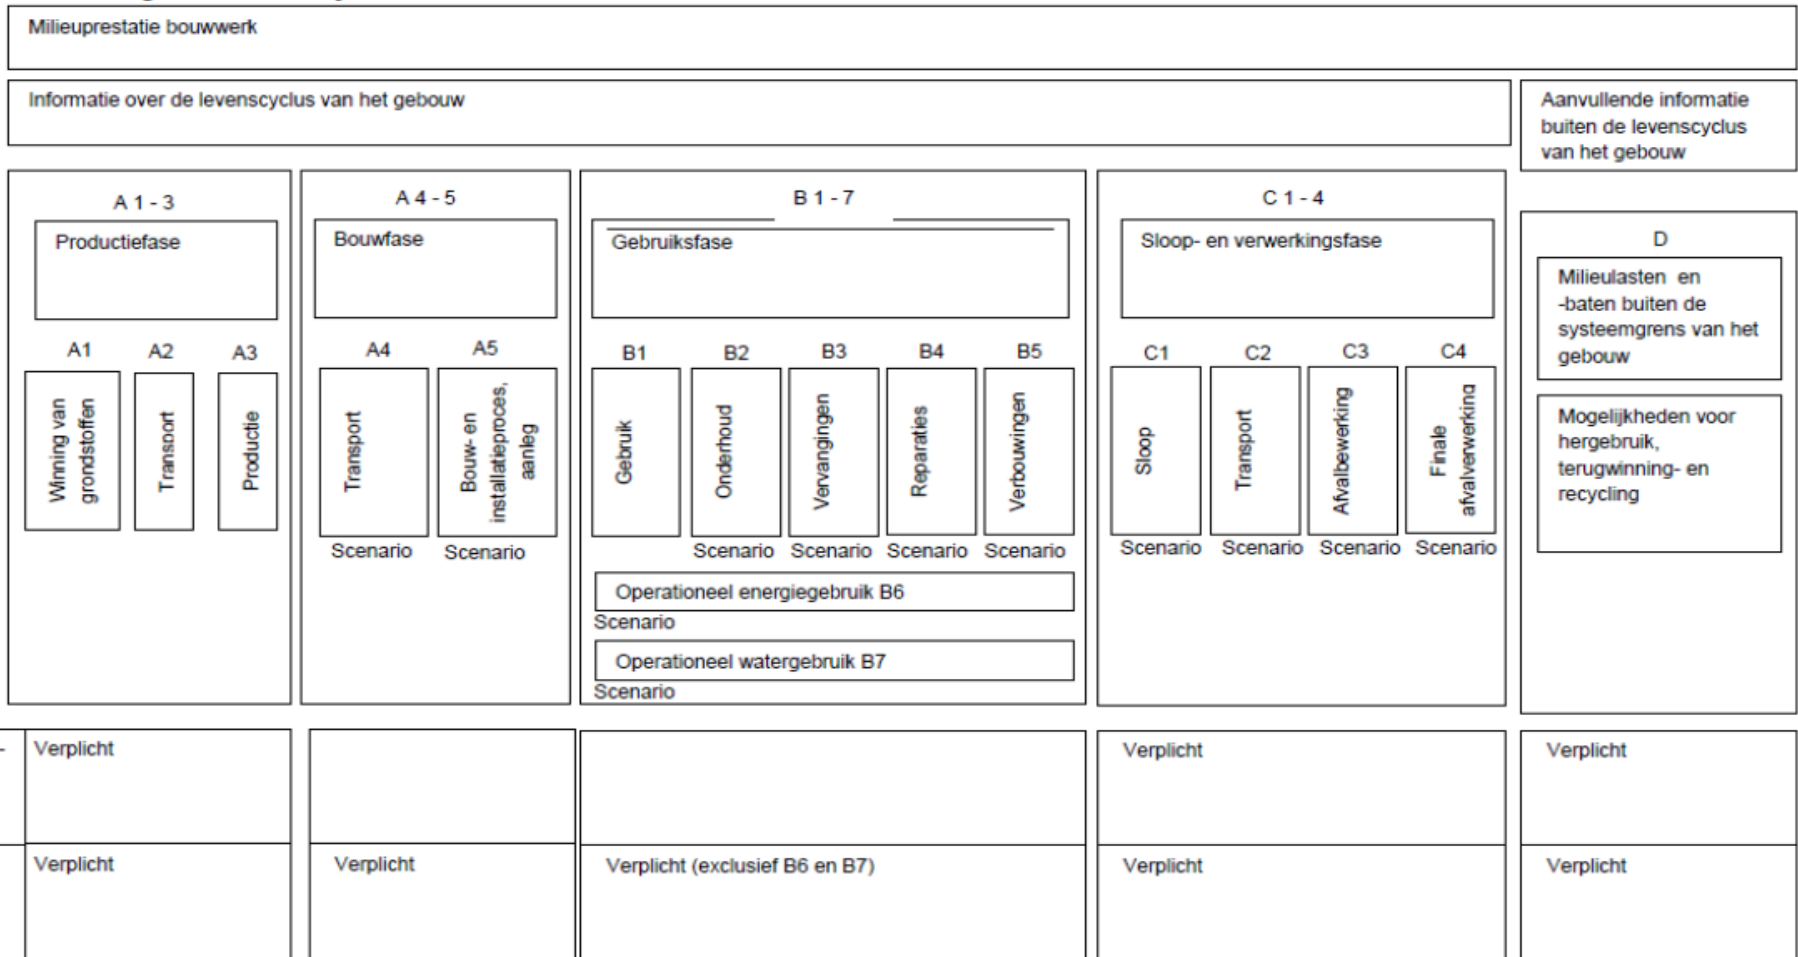 Milieuprestatie bouwwerk
Informatie over de levenscyclus van het gebouw
Aanvullende informatie
buiten de levenscyclus
van het gebouw
A 1 - 3
Productiefase
A1
A2
A3
Winning van
grondstoffen
Transport
Productie
A 4 - 5
Bouwfase
A4
A5
Transport
Bouw- en
installatieproces,
aanleg
Scenario
Scenario
B 1 - 7
Gebruiksfase
B1
B2
B3
B4
B5
Gebruik
Onderhoud
Vervangingen
Reparaties
Verbouwingen
Scenario
Scenario
Scenario
Scenario
Operationeel energiegebruik B6
Scenario
Operationeel watergebruik B7
Scenario
C 1 - 4
Sloop- en verwerkingsfase
C1
C2
C3
C4
Sloop
Transport
Afvalbewerking
Finale
afvalverwerking
Scenario
Scenario
Scenario
Scenario
D
Milieulasten en
-baten buiten de
systeemgrens van het
gebouw
Mogelijkheden voor
hergebruik,
terugwinning- en
recycling
-
Verplicht
Verplicht
Verplicht
Verplicht
Verplicht
Verplicht (exclusief B6 en B7)
Verplicht
Verplicht